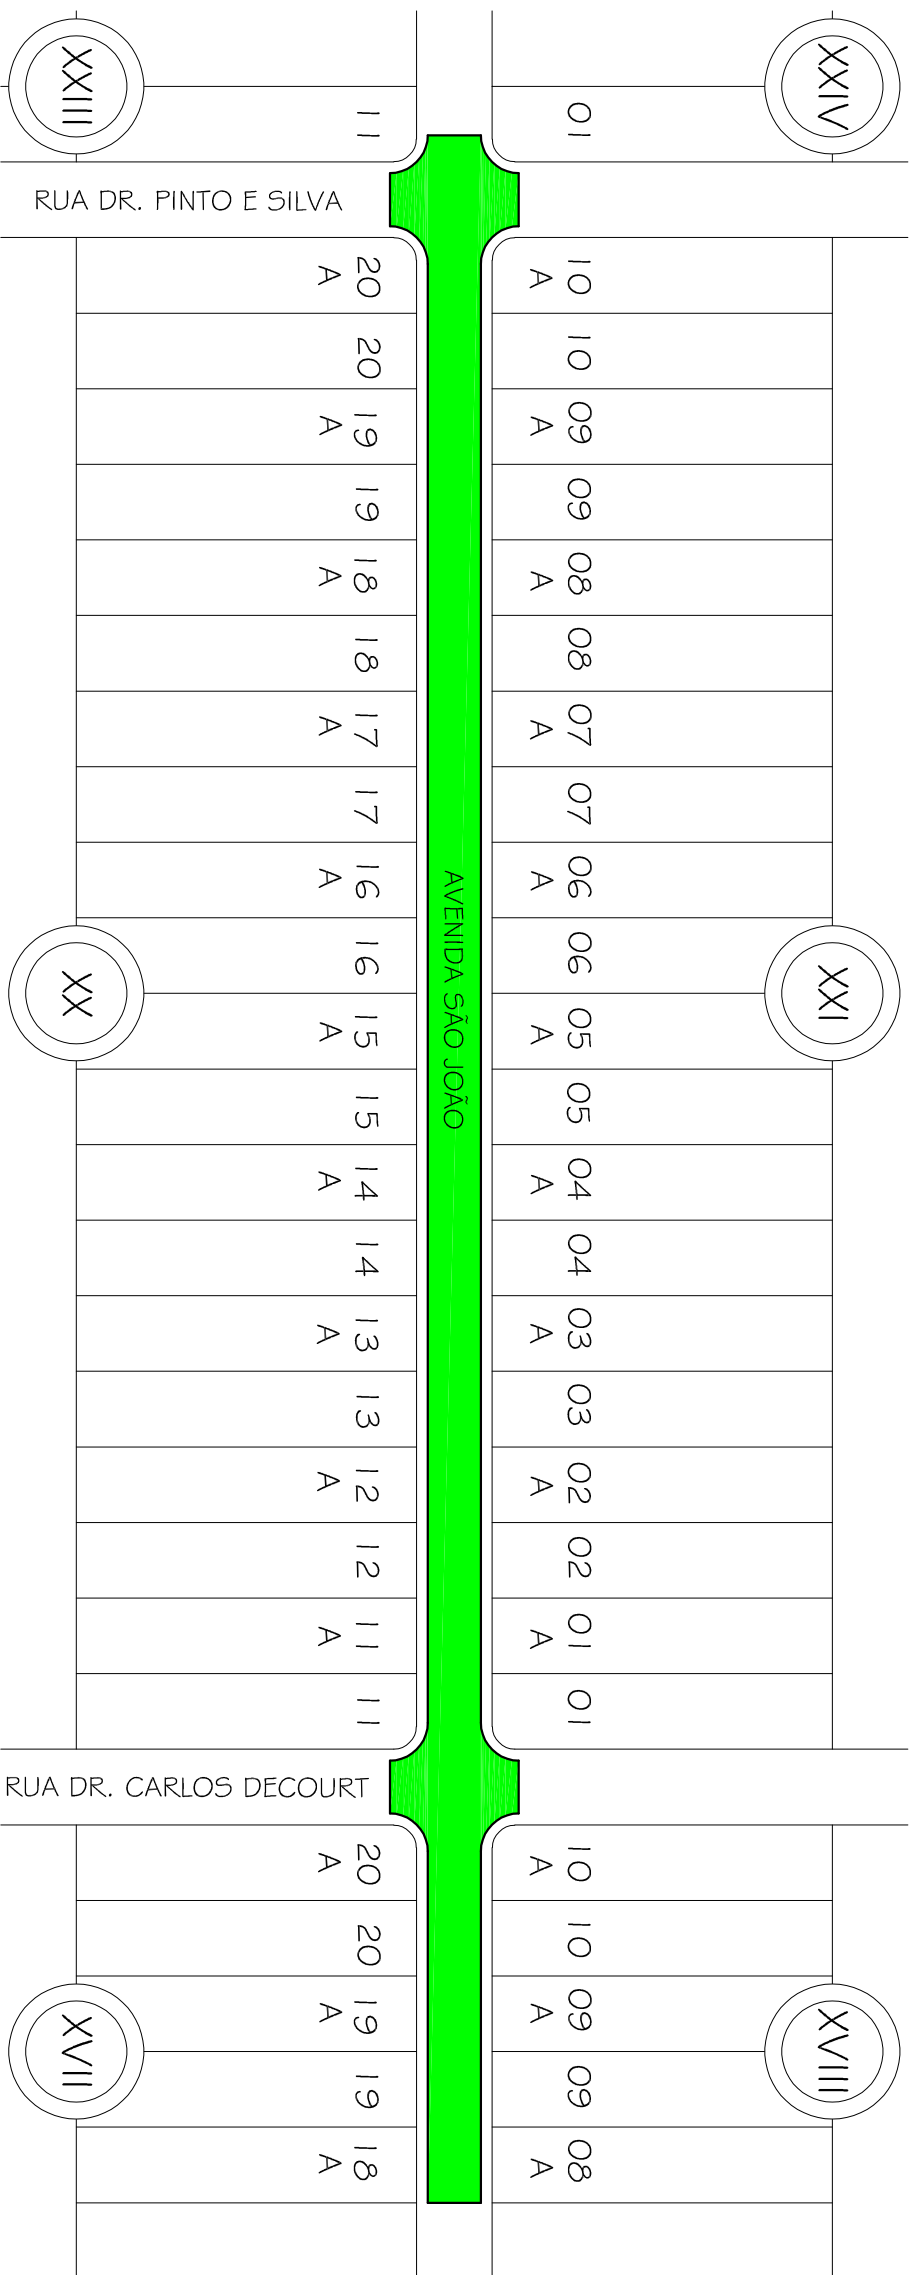 XXIII
XXIV
11
01
RUA DR. PINTO E SILVA
20 A
10 A
20
10
19 A
09 A
19
09
18 A
08 A
18
08
17 A
07 A
17
07
16 A
06 A
AVENIDA SÃO JOÃO
16
06
XX
XXI
15 A
05 A
15
05
14 A
04 A
14
04
13 A
03 A
13
03
12 A
02 A
12
02
11 A
01 A
11
01
RUA DR. CARLOS DECOURT
20 A
10 A
20
10
19 A
09 A
XVII
XVIII
19
09
18 A
08 A